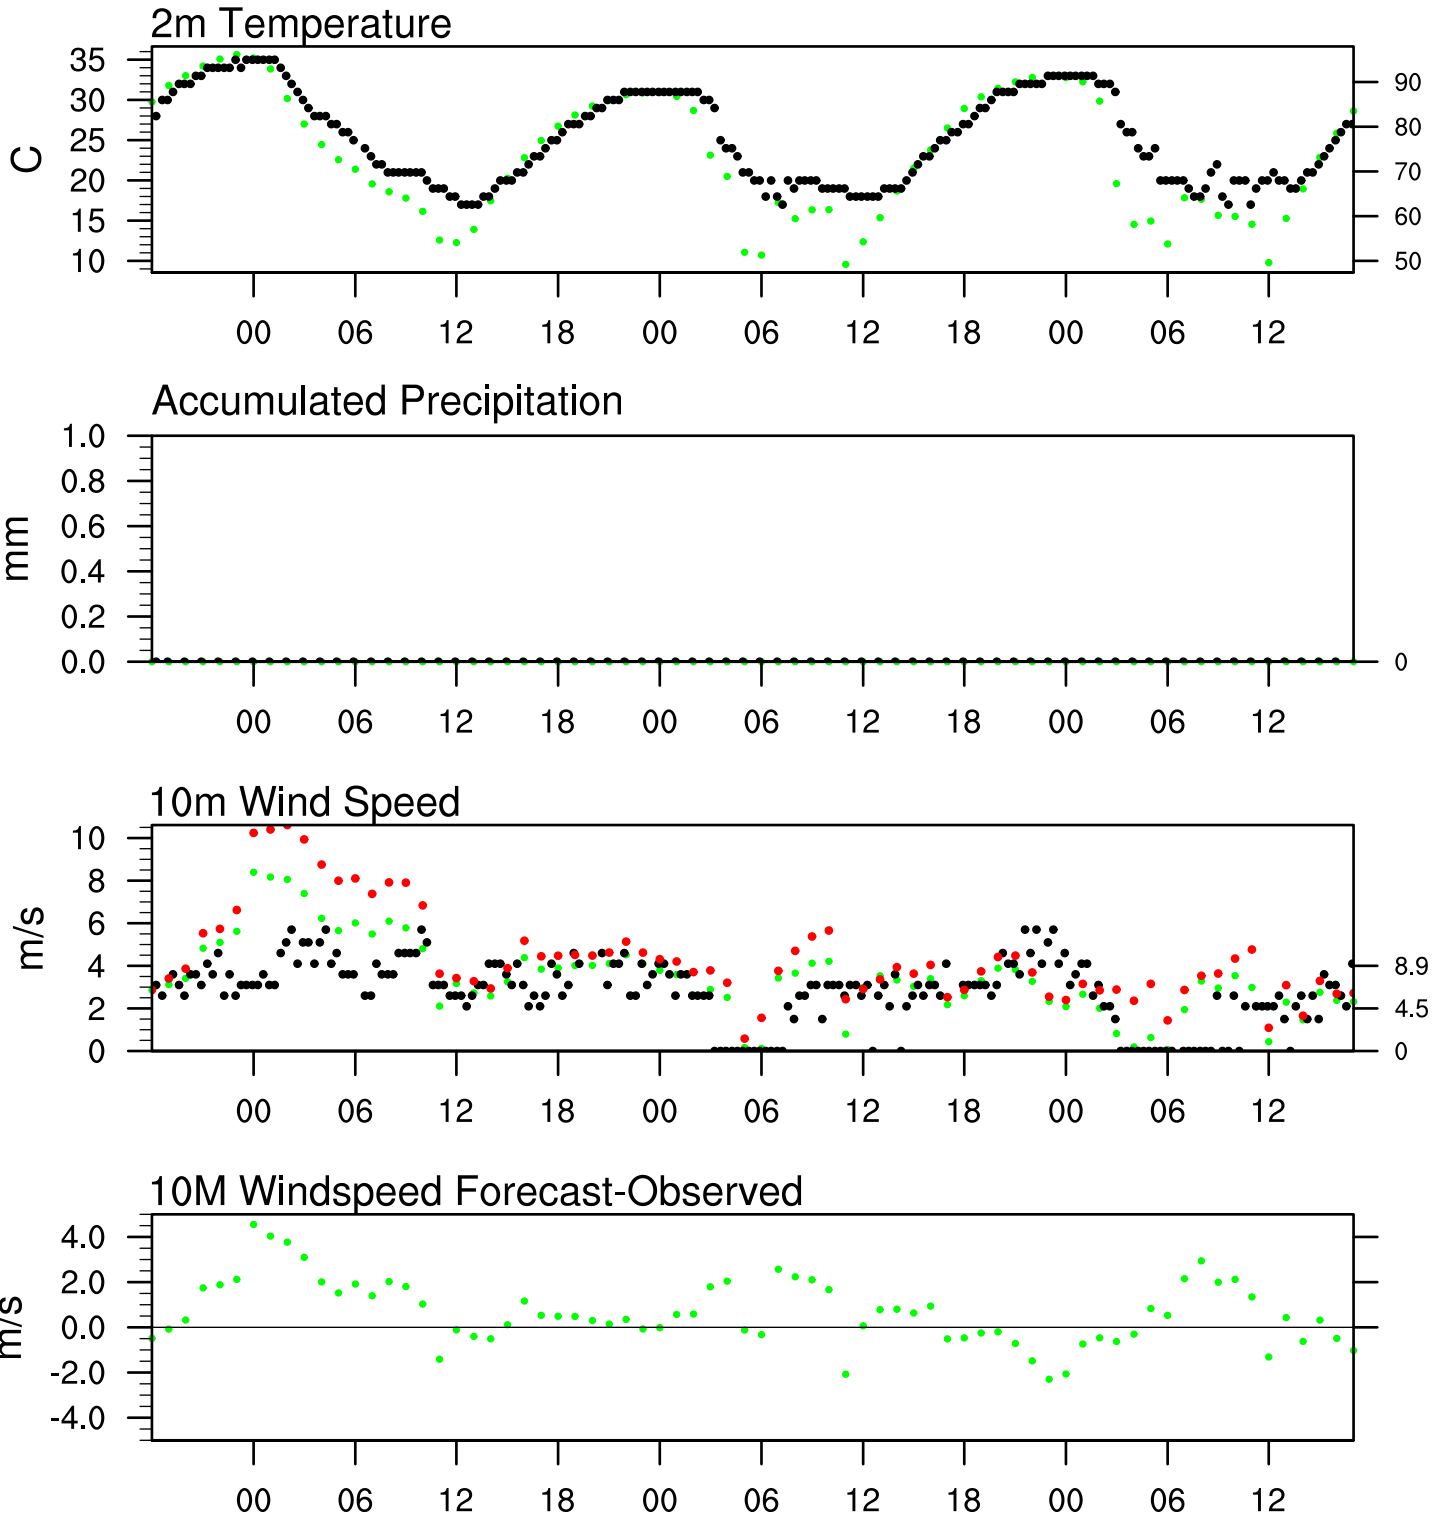 2m Temperature
35
30
25
20
15
10
C
90
80
70
60
50
00 06 12 18 00 06 12 18 00 06 12
Accumulated Precipitation
1.0
0.8
0.6
0.4
0.2
0.0
mm
0
00 06 12 18 00 06 12 18 00 06 12
10m Wind Speed
10
8
6
4
2
0
m/s
8.9
4.5
0
00 06 12 18 00 06 12 18 00 06 12
10M Windspeed Forecast-Observed
4.0
2.0
0.0
-2.0
-4.0
m/s
00 06 12 18 00 06 12 18 00 06 12